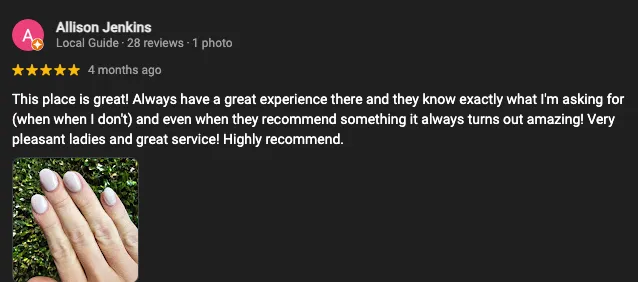 Allison Jenkins
A
Local Guide · 28 reviews · 1 photo
4 months ago
This place is great! Always have a great experience there and they know exactly what I'm asking for
(when when I don't) and even when they recommend something it always turns out amazing! Very
pleasant ladies and great service! Highly recommend.